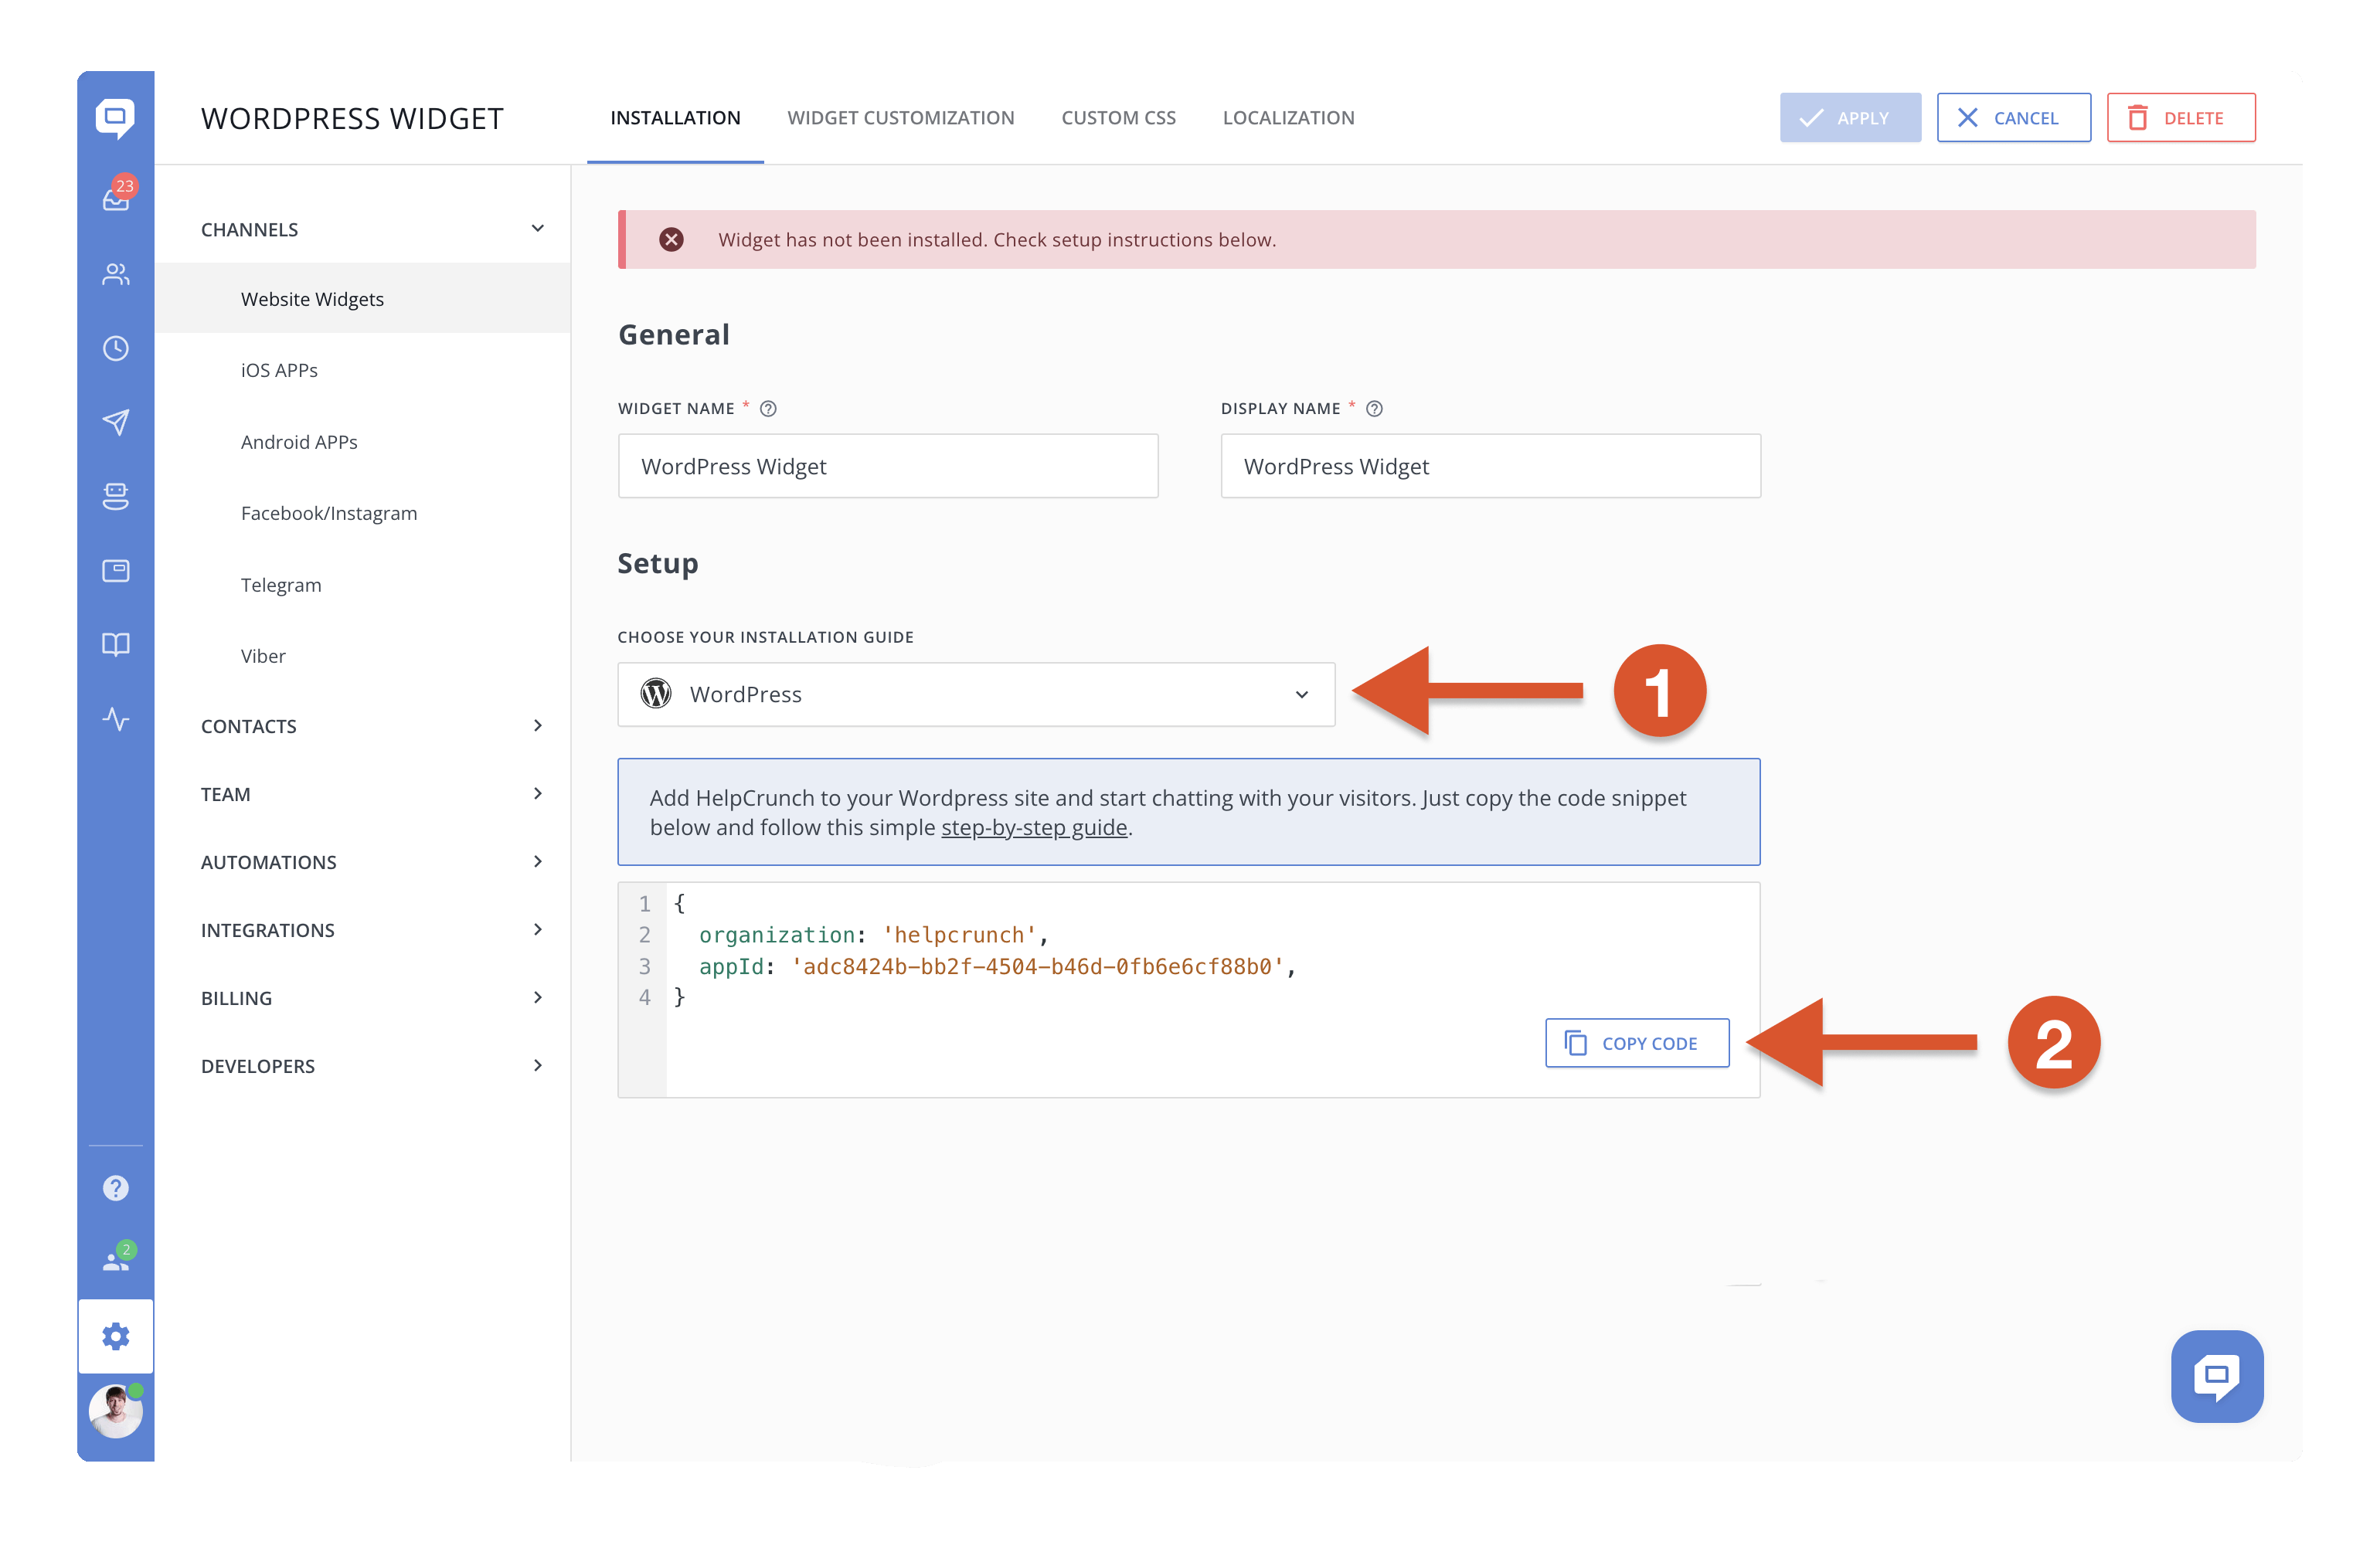 WORDPRESS WIDGET
INSTALLATION
WIDGET CUSTOMIZATION
CUSTOM CSS
LOCALIZATION
APPLY
CANCEL
DELETE
23
CHANNELS
Website Widgets
iOS APPs
Android APPs
Facebook/Instagram
Telegram
Viber
CONTACTS
TEAM
AUTOMATIONS
INTEGRATIONS
BILLING
DEVELOPERS
2
Widget has not been installed. Check setup instructions below.
General
WIDGET NAME *
DISPLAY NAME *
WordPress Widget
WordPress Widget
Setup
CHOOSE YOUR INSTALLATION GUIDE
WordPress
1
Add HelpCrunch to your Wordpress site and start chatting with your visitors. Just copy the code snippet
below and follow this simple step-by-step guide.
1 {
2 organization: 'helpcrunch',
3 appId: 'adc8424b-bb2f-4504-b46d-0fb6e6cf88b0',
4 }
COPY CODE
2